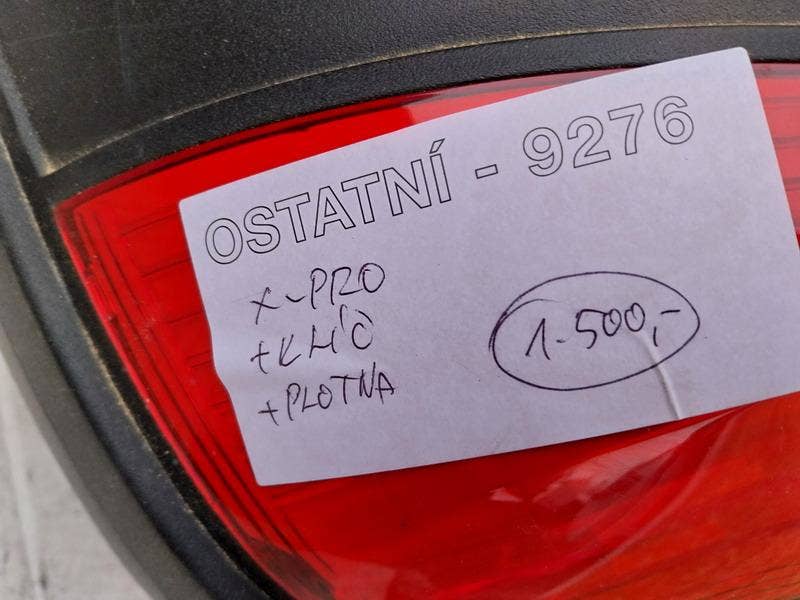 OSTATNÍ - 9276
X-PRO
+KLÍČ
+PLOTNA
1.500,-